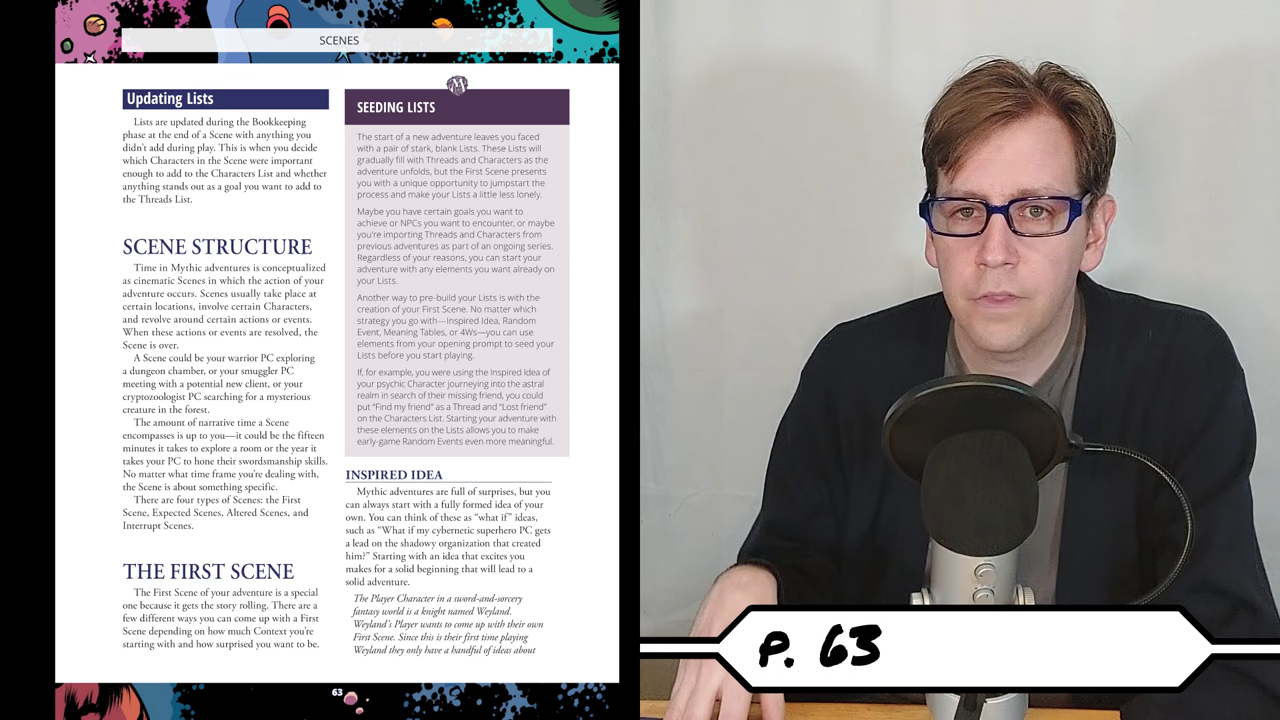 SCENES
Updating Lists
Lists are updated during the Bookkeeping
phase at the end of a Scene with anything you
didn't add during play. This is when you decide
which Characters in the Scene were important
enough to add to the Characters List and whether
anything stands out as a goal you want to add to
the Threads List.
SCENE STRUCTURE
Time in Mythic adventures is conceptualized
as cinematic Scenes in which the action of your
adventure occurs. Scenes usually take place at
certain locations, involve certain Characters,
and revolve around certain actions or events.
When these actions or events are resolved, the
Scene is over.
A Scene could be your warrior PC exploring
a dungeon chamber, or your smuggler PC
meeting with a potential new client, or your
cryptozoologist PC searching for a mysterious
creature in the forest.
The amount of narrative time a Scene
encompasses is up to you—it could be the fifteen
minutes it takes to explore a room or the year it
takes your PC to hone their swordsmanship skills.
No matter what time frame you're dealing with,
the Scene is about something specific.
There are four types of Scenes: the First
Scene, Expected Scenes, Altered Scenes, and
Interrupt Scenes.
THE FIRST SCENE
The First Scene of your adventure is a special
one because it gets the story rolling. There are a
few different ways you can come up with a First
Scene depending on how much Context you're
starting with and how surprised you want to be.
SEEDING LISTS
The start of a new adventure leaves you faced
with a pair of stark, blank Lists. These Lists will
gradually fill with Threads and Characters as the
adventure unfolds, but the First Scene presents
you with a unique opportunity to jumpstart the
process and make your Lists a little less lonely.
Maybe you have certain goals you want to
achieve or NPCs you want to encounter, or maybe
you're importing Threads and Characters from
previous adventures as part of an ongoing series.
Regardless of your reasons, you can start your
adventure with any elements you want already on
your Lists.
Another way to pre-build your Lists is with the
creation of your First Scene. No matter which
strategy you go with—Inspired Idea, Random
Event, Meaning Tables, or 4Ws—you can use
elements from your opening prompt to seed your
Lists before you start playing.
If, for example, you were using the Inspired Idea of
your psychic Character journeying into the astral
realm in search of their missing friend, you could
put "Find my friend" as a Thread and "Lost friend"
on the Characters List. Starting your adventure with
these elements on the Lists allows you to make
early-game Random Events even more meaningful.
INSPIRED IDEA
Mythic adventures are full of surprises, but you
can always start with a fully formed idea of your
own. You can think of these as "what if" ideas,
such as "What if my cybernetic superhero PC gets
a lead on the shadowy organization that created
him?" Starting with an idea that excites you
makes for a solid beginning that will lead to a
solid adventure.
The Player Character in a sword-and-sorcery
fantasy world is a knight named Weyland.
Weyland's Player wants to come up with their own
First Scene. Since this is their first time playing
Weyland they only have a handful of ideas about
63
P. 63